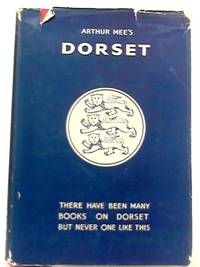 ARTHUR MEE'S
DORSET
THERE HAVE BEEN MANY
BOOKS ON DORSET
BUT NEVER ONE LIKE THIS